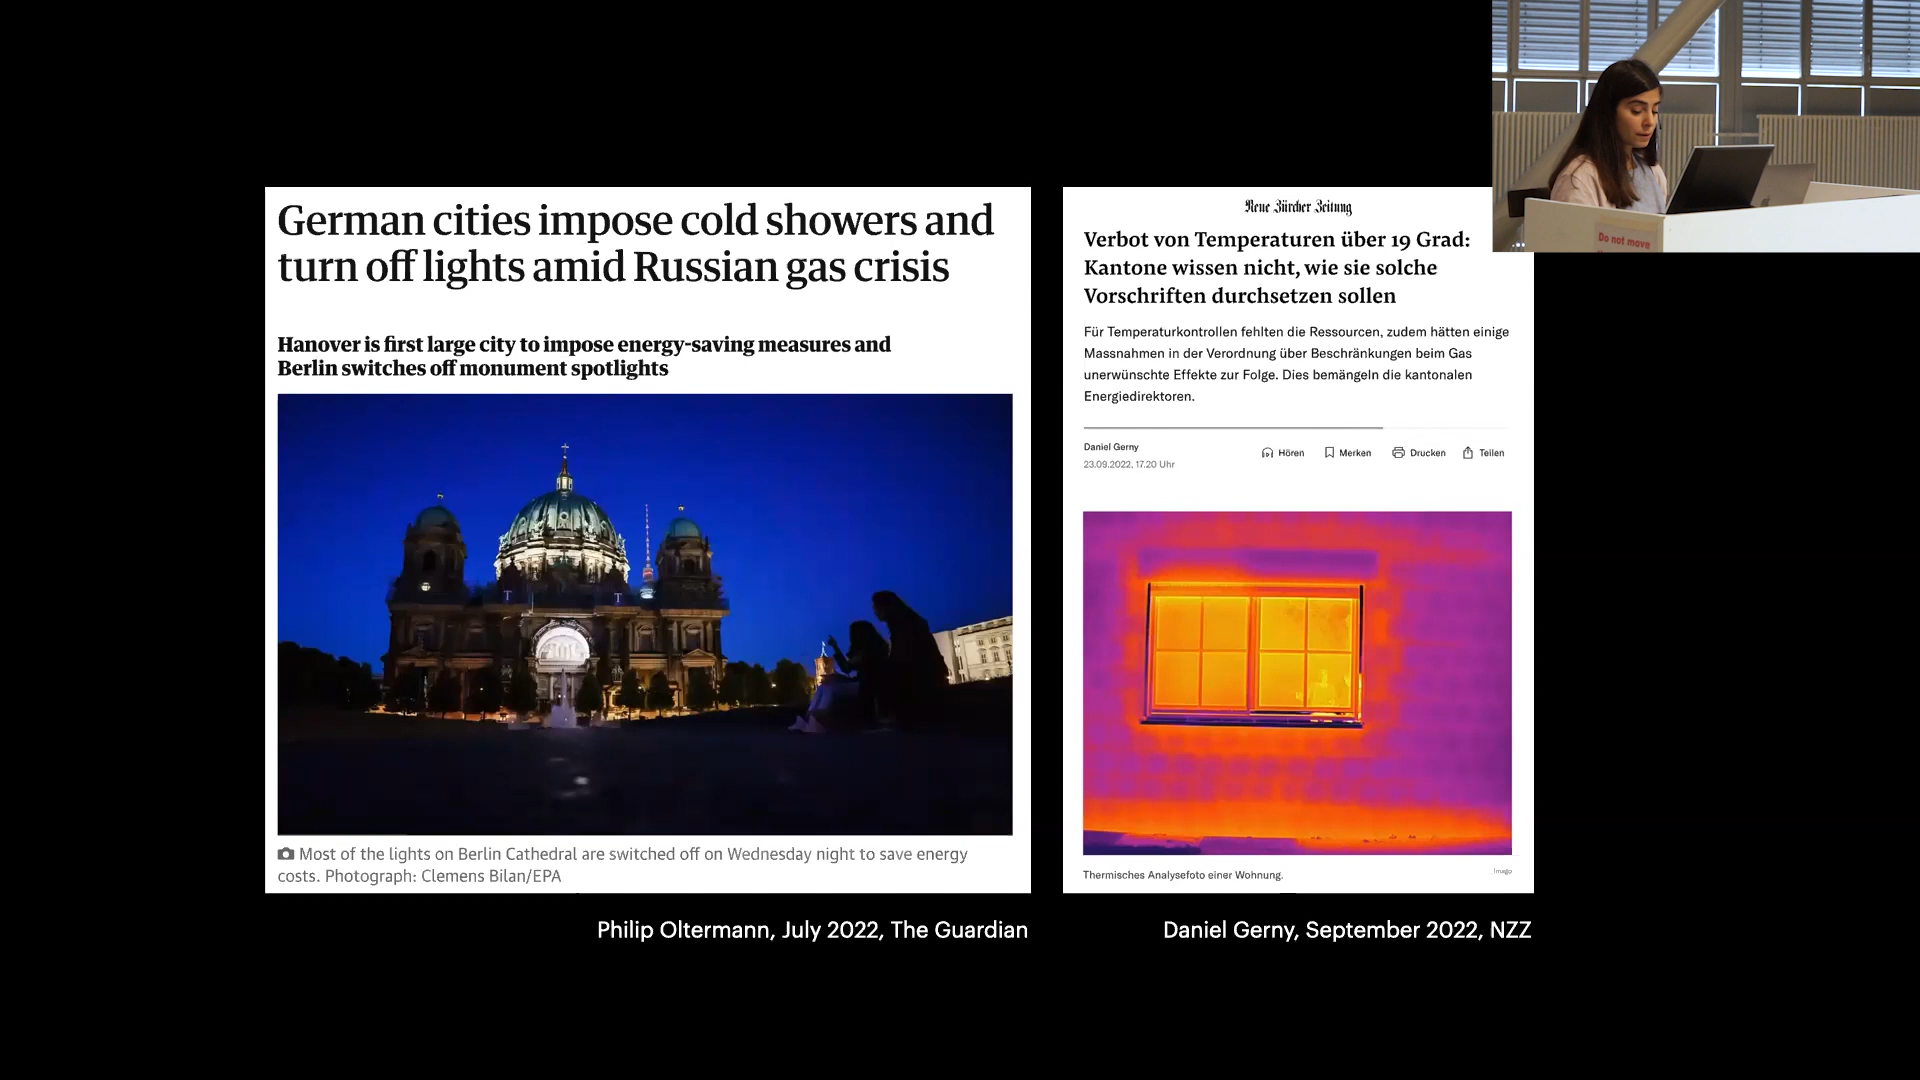 German cities impose cold showers and
turn off lights amid Russian gas crisis
Hanover is first large city to impose energy-saving measures and
Berlin switches off monument spotlights
Most of the lights on Berlin Cathedral are switched off on Wednesday night to save energy
costs. Photograph: Clemens Bilan/EPA
Philip Oltermann, July 2022, The Guardian
Neue Zürcher Zeitung
Verbot von Temperaturen über 19 Grad:
Kantone wissen nicht, wie sie solche
Vorschriften durchsetzen sollen
Für Temperaturkontrollen fehlten die Ressourcen, zudem hätten einige
Massnahmen in der Verordnung über Beschränkungen beim Gas
unerwünschte Effekte zur Folge. Dies bemängeln die kantonalen
Energiedirektoren.
Daniel Gerny
23.09.2022, 17.20 Uhr
Hören Merken Drucken Teilen
Thermisches Analysefoto einer Wohnung.
Imago
Daniel Gerny, September 2022, NZZ
Do not move